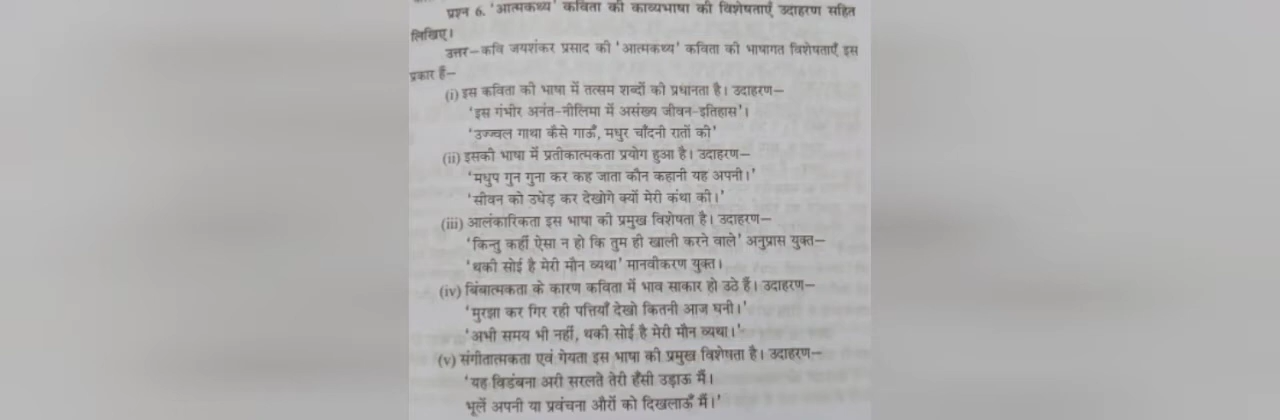 प्रश्न 6. 'आत्मकथ्य' कविता की काव्यभाषा की विशेषताएँ उदाहरण सहित
लिखिए।
उत्तर—कवि जयशंकर प्रसाद की 'आत्मकथ्य' कविता की भाषागत विशेषताएँ इस
प्रकार हैं—
(i) इस कविता की भाषा में तत्सम शब्दों की प्रधानता है। उदाहरण—
'इस गंभीर अनंत-नीलिमा में असंख्य जीवन-इतिहास'।
'उज्ज्वल गाथा कैसे गाऊँ, मधुर चाँदनी रातों की'
(ii) इसकी भाषा में प्रतीकात्मकता प्रयोग हुआ है। उदाहरण—
'मधुप गुन गुना कर कह जाता कौन कहानी यह अपनी।'
'सीवन को उधेड़ कर देखोगे क्यों मेरी कंथा की।'
(iii) आलंकारिकता इस भाषा की प्रमुख विशेषता है। उदाहरण—
'किन्तु कहीं ऐसा न हो कि तुम ही खाली करने वाले' अनुप्रास युक्त—
'थकी सोई है मेरी मौन व्यथा' मानवीकरण युक्त।
(iv) बिंबात्मकता के कारण कविता में भाव साकार हो उठे हैं। उदाहरण—
'मुरझा कर गिर रही पत्तियाँ देखो कितनी आज घनी।'
'अभी समय भी नहीं, थकी सोई है मेरी मौन व्यथा।'
(v) संगीतात्मकता एवं गेयता इस भाषा की प्रमुख विशेषता है। उदाहरण—
'यह विडंबना अरी सरलते तेरी हँसी उड़ाऊ मैं।
भूलें अपनी या प्रवंचना औरों को दिखलाऊँ मैं।'